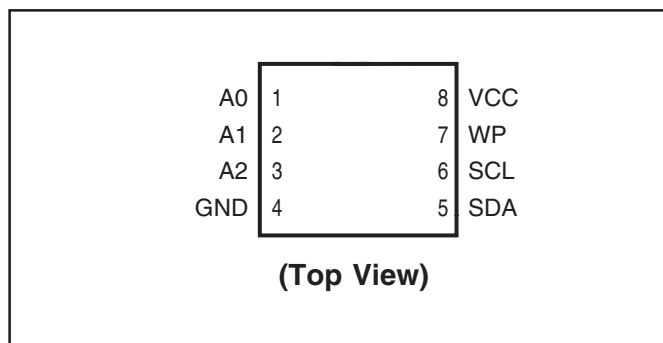 A0 1 8 VCC
A1 2 7 WP
A2 3 6 SCL
GND 4 5 SDA
(Top View)